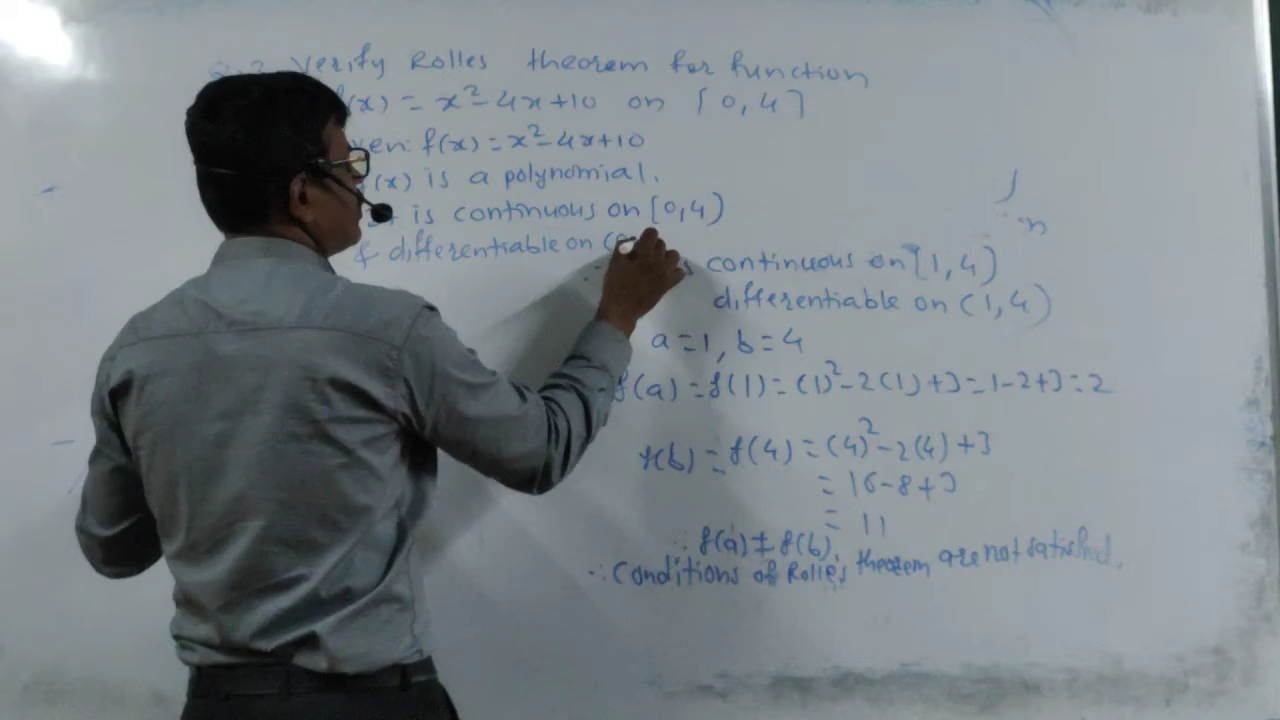 Verify Rolles theorem for function
f(x) = x²-4x+10 on [0,4]
ven: f(x) = x²-4x+10
(x) is a polynomial.
is continuous on [0,4]
& differentiable on (
continuous on [1,4]
differentiable on (1,4)
a=1, b=4
f(a) = f(1) = (1)²-2(1)+3 = 1-2+3 = 2
f(b) = f(4) = (4)²-2(4)+3
= 16-8+3
= 11
∴ f(a) ≠ f(b).
∴ Conditions of Rolle's theorem are not satisfied.